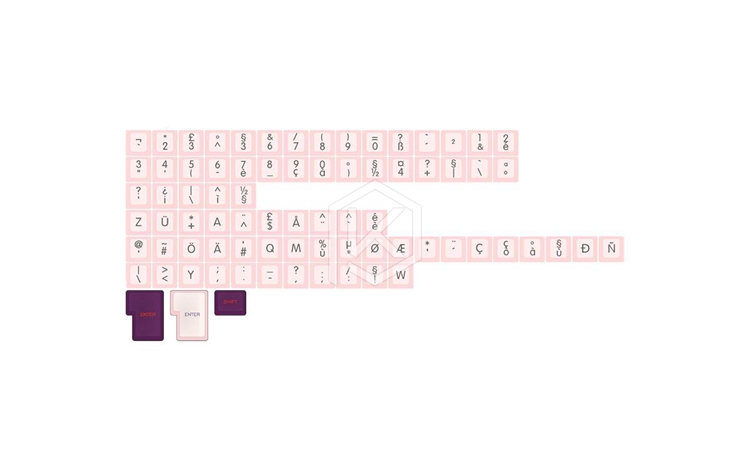 ¬ " £ ° § & / ( ) = ? ` ² 1 2
2 3 ^ 3 6 7 8 9 0 ß & é
3 4 5 6 7 8 9 0 ° § ¤ ? § ` °
" ' ( - è _ ç à ) ½ 4 + | \
? ¿ | ^ ½
' ¡ \ ì §
Z Ü * A ¨ £ Å ^ ` é
+ $
@ ~ Ö Ä ' Q M % µ Ø Æ * ¨ Ç ç ° § Ð Ñ
' # # ù ' à ù
| > Y ; : _ ? / § W
\ < , . - , : !
ENTER ENTER SHIFT